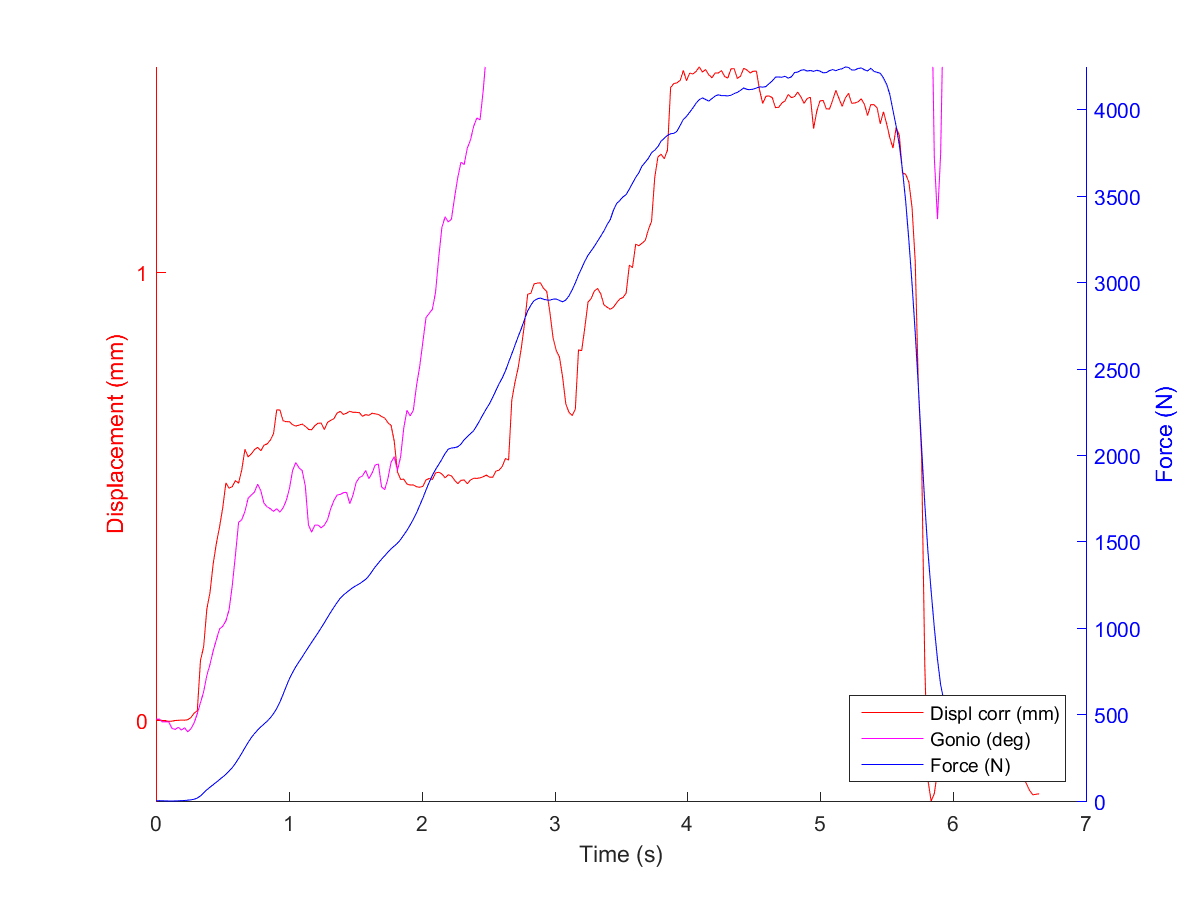 Displacement (mm)
1
0
4000
3500
3000
2500
2000
1500
1000
500
0
Force (N)
Displ corr (mm)
Gonio (deg)
Force (N)
0 1 2 3 4 5 6 7
Time (s)